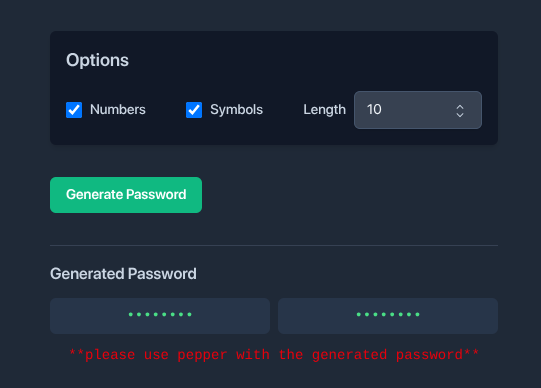 Options
Numbers Symbols Length 10
Generate Password
Generated Password
•••••••• ••••••••
**please use pepper with the generated password**